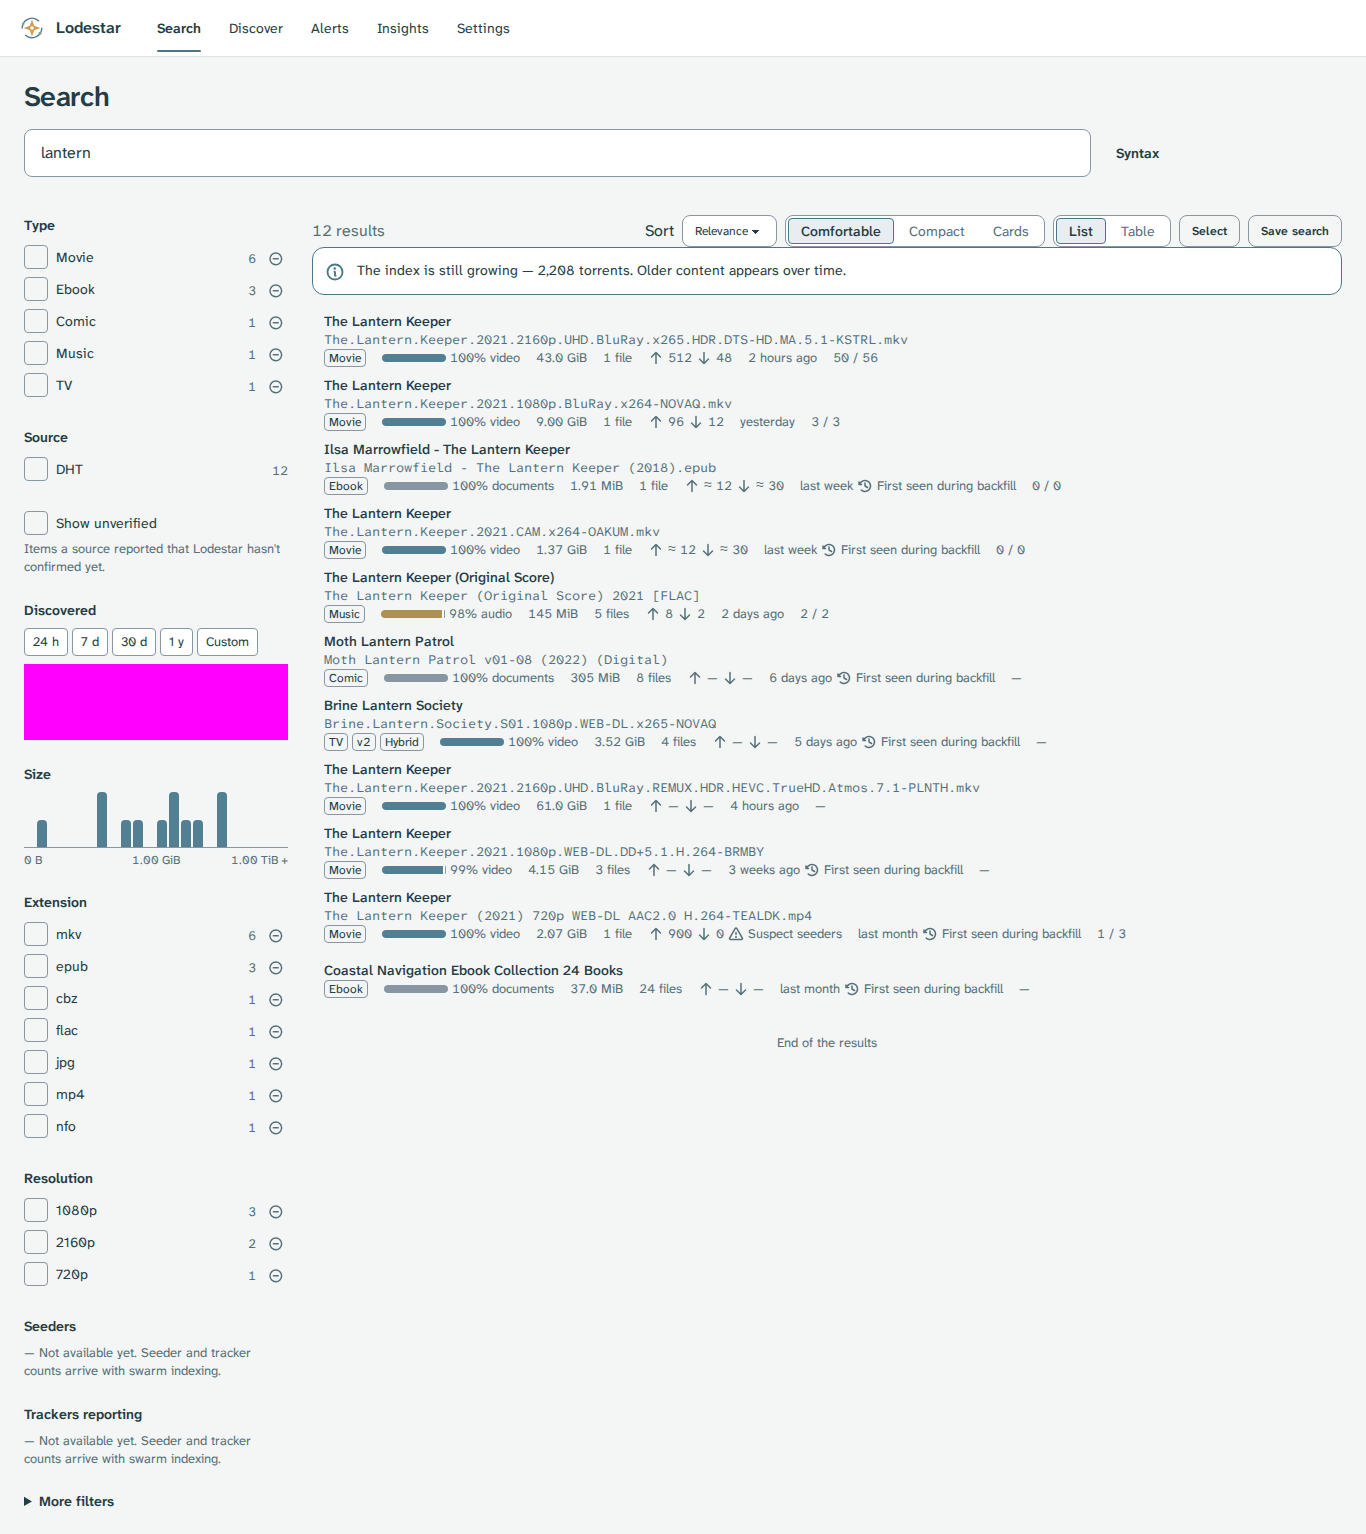 Lodestar Search Discover Alerts Insights Settings
Search
lantern
Syntax
Type
Movie 6
Ebook 3
Comic 1
Music 1
TV 1
Source
DHT 12
Show unverified
Items a source reported that Lodestar hasn't
confirmed yet.
Discovered
24 h 7 d 30 d 1 y Custom
Size
0 B 1.00 GiB 1.00 TiB +
Extension
mkv 6
epub 3
cbz 1
flac 1
jpg 1
mp4 1
nfo 1
Resolution
1080p 3
2160p 2
720p 1
Seeders
— Not available yet. Seeder and tracker
counts arrive with swarm indexing.
Trackers reporting
— Not available yet. Seeder and tracker
counts arrive with swarm indexing.
More filters
12 results Sort Relevance Comfortable Compact Cards List Table Select Save search
The index is still growing — 2,208 torrents. Older content appears over time.
The Lantern Keeper
The.Lantern.Keeper.2021.2160p.UHD.BluRay.x265.HDR.DTS-HD.MA.5.1-KSTRL.mkv
Movie 100% video 43.0 GiB 1 file ↑ 512 ↓ 48 2 hours ago 50 / 56
The Lantern Keeper
The.Lantern.Keeper.2021.1080p.BluRay.x264-NOVAQ.mkv
Movie 100% video 9.00 GiB 1 file ↑ 96 ↓ 12 yesterday 3 / 3
Ilsa Marrowfield - The Lantern Keeper
Ilsa Marrowfield - The Lantern Keeper (2018).epub
Ebook 100% documents 1.91 MiB 1 file ↑ ≈ 12 ↓ ≈ 30 last week First seen during backfill 0 / 0
The Lantern Keeper
The.Lantern.Keeper.2021.CAM.x264-OAKUM.mkv
Movie 100% video 1.37 GiB 1 file ↑ ≈ 12 ↓ ≈ 30 last week First seen during backfill 0 / 0
The Lantern Keeper (Original Score)
The Lantern Keeper (Original Score) 2021 [FLAC]
Music 98% audio 145 MiB 5 files ↑ 8 ↓ 2 2 days ago 2 / 2
Moth Lantern Patrol
Moth Lantern Patrol v01-08 (2022) (Digital)
Comic 100% documents 305 MiB 8 files ↑ — ↓ — 6 days ago First seen during backfill —
Brine Lantern Society
Brine.Lantern.Society.S01.1080p.WEB-DL.x265-NOVAQ
TV v2 Hybrid 100% video 3.52 GiB 4 files ↑ — ↓ — 5 days ago First seen during backfill —
The Lantern Keeper
The.Lantern.Keeper.2021.2160p.UHD.BluRay.REMUX.HDR.HEVC.TrueHD.Atmos.7.1-PLNTH.mkv
Movie 100% video 61.0 GiB 1 file ↑ — ↓ — 4 hours ago —
The Lantern Keeper
The.Lantern.Keeper.2021.1080p.WEB-DL.DD+5.1.H.264-BRMBY
Movie 99% video 4.15 GiB 3 files ↑ — ↓ — 3 weeks ago First seen during backfill —
The Lantern Keeper
The Lantern Keeper (2021) 720p WEB-DL AAC2.0 H.264-TEALDK.mp4
Movie 100% video 2.07 GiB 1 file ↑ 900 ↓ 0 Suspect seeders last month First seen during backfill 1 / 3
Coastal Navigation Ebook Collection 24 Books
Ebook 100% documents 37.0 MiB 24 files ↑ — ↓ — last month First seen during backfill —
End of the results